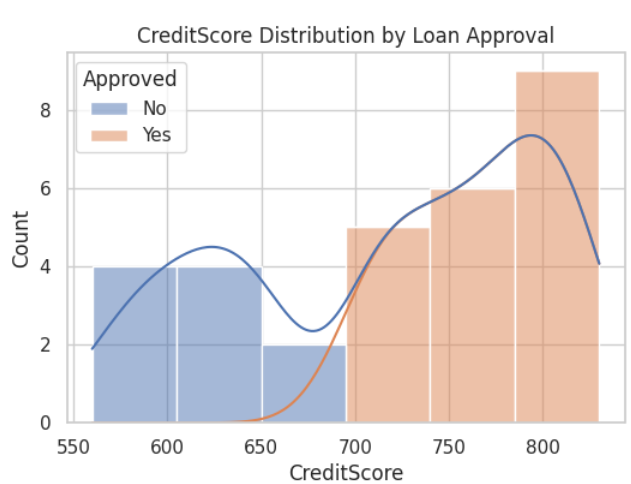 CreditScore Distribution by Loan Approval
Approved
No
Yes
Count
8
6
4
2
0
550 600 650 700 750 800
CreditScore